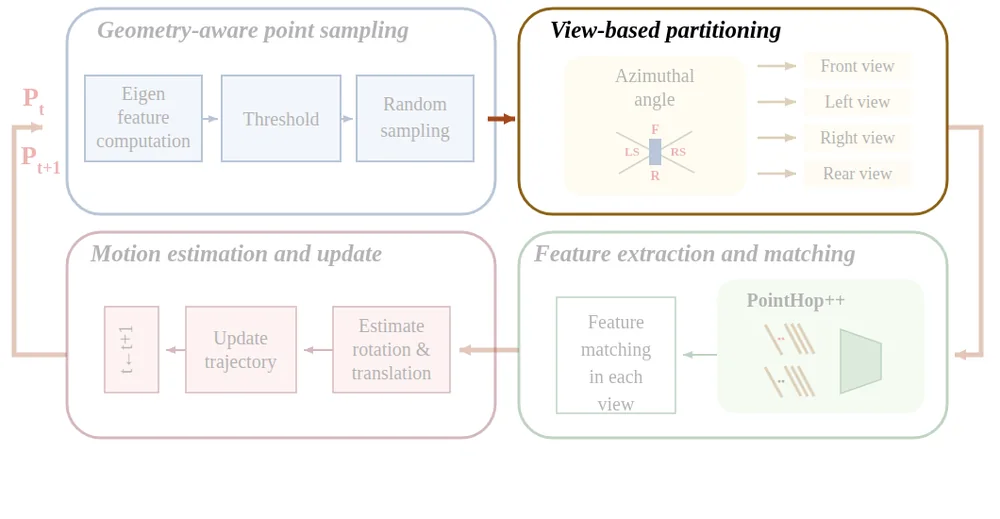 Geometry-aware point sampling
View-based partitioning
P_t
P_t+1
Eigen
feature
computation
Threshold
Random
sampling
Azimuthal
angle
F
LS
RS
R
Front view
Left view
Right view
Rear view
Motion estimation and update
Feature extraction and matching
t←t+1
Update
trajectory
Estimate
rotation &
translation
Feature
matching
in each
view
PointHop++